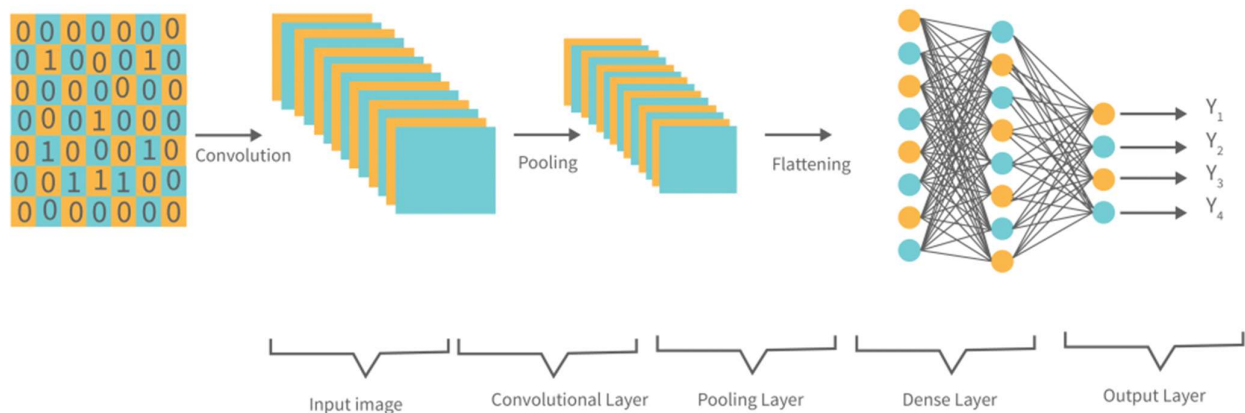 0 0 0 0 0 0 0
0 1 0 0 0 1 0
0 0 0 0 0 0 0
0 0 0 1 0 0 0
0 1 0 0 0 1 0
0 0 1 1 1 0 0
0 0 0 0 0 0 0
Convolution
Pooling
Flattening
Y1
Y2
Y3
Y4
Input image
Convolutional Layer
Pooling Layer
Dense Layer
Output Layer